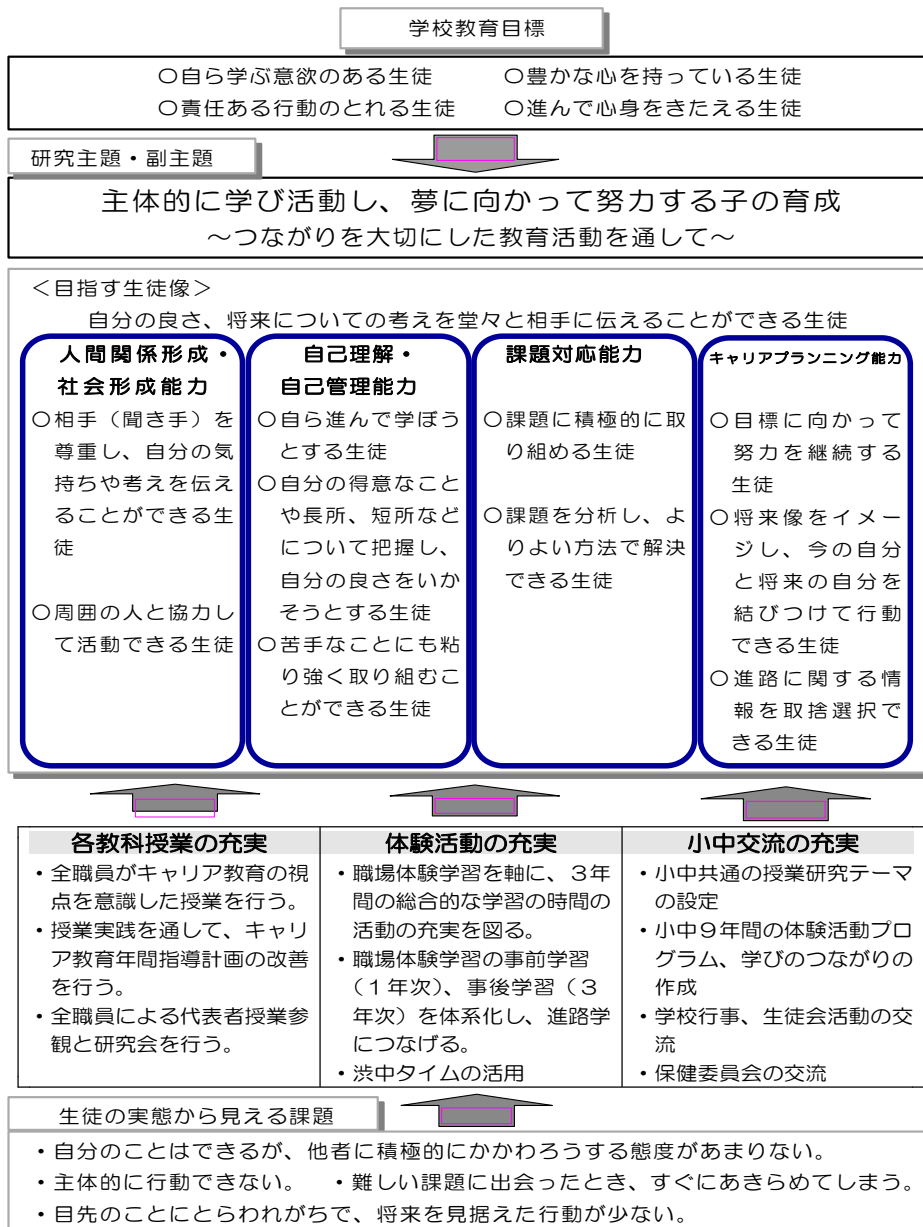 学校教育目標
○自ら学ぶ意欲のある生徒　　○豊かな心を持っている生徒
○責任ある行動のとれる生徒　○進んで心身をきたえる生徒
研究主題・副主題
主体的に学び活動し、夢に向かって努力する子の育成
～つながりを大切にした教育活動を通して～
＜目指す生徒像＞
自分の良さ、将来についての考えを堂々と相手に伝えることができる生徒
人間関係形成・
社会形成能力
○相手（聞き手）を
尊重し、自分の気
持ちや考えを伝え
ることができる生
徒
○周囲の人と協力し
て活動できる生徒
自己理解・
自己管理能力
○自ら進んで学ぼう
とする生徒
○自分の得意なこと
や長所、短所など
について把握し、
自分の良さをいか
そうとする生徒
○苦手なことにも粘
り強く取り組むこ
とができる生徒
課題対応能力
○課題に積極的に取
り組める生徒
○課題を分析し、よ
りよい方法で解決
できる生徒
キャリアプランニング能力
○目標に向かって
努力を継続する
生徒
○将来像をイメー
ジし、今の自分
と将来の自分を
結びつけて行動
できる生徒
○進路に関する情
報を取捨選択で
きる生徒
各教科授業の充実
・全職員がキャリア教育の視
点を意識した授業を行う。
・授業実践を通して、キャリ
ア教育年間指導計画の改善
を行う。
・全職員による代表者授業参
観と研究会を行う。
体験活動の充実
・職場体験学習を軸に、３年
間の総合的な学習の時間の
活動の充実を図る。
・職場体験学習の事前学習
（１年次）、事後学習（３
年次）を体系化し、進路学
につなげる。
・渋中タイムの活用
小中交流の充実
・小中共通の授業研究テーマ
の設定
・小中９年間の体験活動プロ
グラム、学びのつながりの
作成
・学校行事、生徒会活動の交
流
・保健委員会の交流
生徒の実態から見える課題
・自分のことはできるが、他者に積極的にかかわろうする態度があまりない。
・主体的に行動できない。　・難しい課題に出会ったとき、すぐにあきらめてしまう。
・目先のことにとらわれがちで、将来を見据えた行動が少ない。